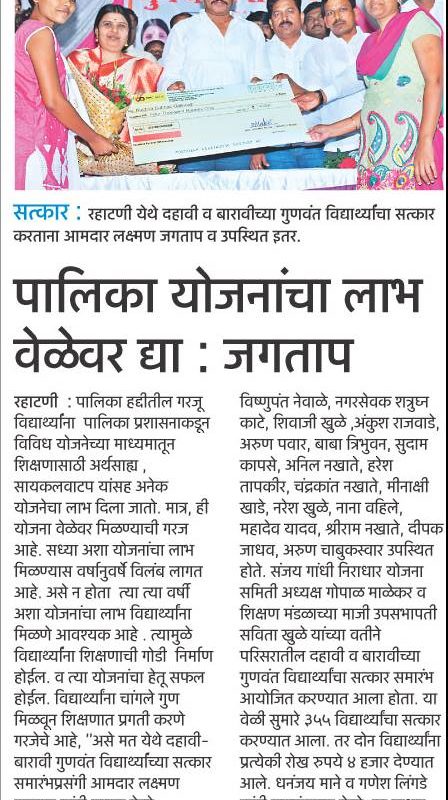 सत्कार : रहाटणी येथे दहावी व बारावीच्या गुणवंत विद्यार्थ्यांचा सत्कार
करताना आमदार लक्ष्मण जगताप व उपस्थित इतर.
पालिका योजनांचा लाभ
वेळेवर द्या : जगताप
रहाटणी : पालिका हद्दीतील गरजू
विद्यार्थ्यांना पालिका प्रशासनाकडून
विविध योजनेच्या माध्यमातून
शिक्षणासाठी अर्थसाह्य ,
सायकलवाटप यांसह अनेक
योजनेचा लाभ दिला जातो. मात्र, ही
योजना वेळेवर मिळण्याची गरज
आहे. सध्या अशा योजनांचा लाभ
मिळण्यास वर्षानुवर्षे विलंब लागत
आहे. असे न होता त्या त्या वर्षी
अशा योजनांचा लाभ विद्यार्थ्यांना
मिळणे आवश्यक आहे . त्यामुळे
विद्यार्थ्यांना शिक्षणाची गोडी निर्माण
होईल. व त्या योजनांचा हेतू सफल
होईल. विद्यार्थ्यांना चांगले गुण
मिळवून शिक्षणात प्रगती करणे
गरजेचे आहे, ''असे मत येथे दहावी-
बारावी गुणवंत विद्यार्थ्यांच्या सत्कार
समारंभप्रसंगी आमदार लक्ष्मण
विष्णुपंत नेवाळे, नगरसेवक शत्रुघ्न
काटे, शिवाजी खुळे ,अंकुश राजवाडे,
अरुण पवार, बाबा त्रिभुवन, सुदाम
कापसे, अनिल नखाते, हरेश
तापकीर, चंद्रकांत नखाते, मीनाक्षी
खाडे, नरेश खुळे, नाना वहिले,
महादेव यादव, श्रीराम नखाते, दीपक
जाधव, अरुण चाबुकस्वार उपस्थित
होते. संजय गांधी निराधार योजना
समिती अध्यक्ष गोपाळ माळेकर व
शिक्षण मंडळाच्या माजी उपसभापती
सविता खुळे यांच्या वतीने
परिसरातील दहावी व बारावीच्या
गुणवंत विद्यार्थ्यांचा सत्कार समारंभ
आयोजित करण्यात आला होता. या
वेळी सुमारे ३५५ विद्यार्थ्यांचा सत्कार
करण्यात आला. तर दोन विद्यार्थ्यांना
प्रत्येकी रोख रुपये ४ हजार देण्यात
आले. धनंजय माने व गणेश लिंगडे